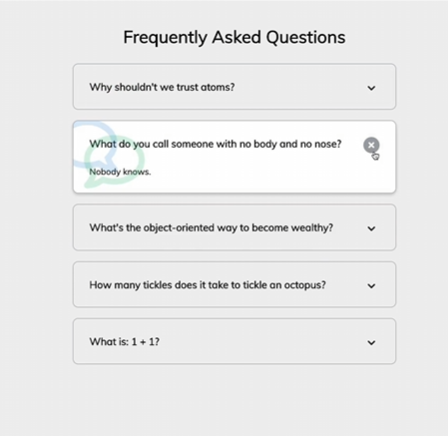 Frequently Asked Questions
Why shouldn't we trust atoms?
What do you call someone with no body and no nose?
Nobody knows.
What's the object-oriented way to become wealthy?
How many tickles does it take to tickle an octopus?
What is: 1 + 1?